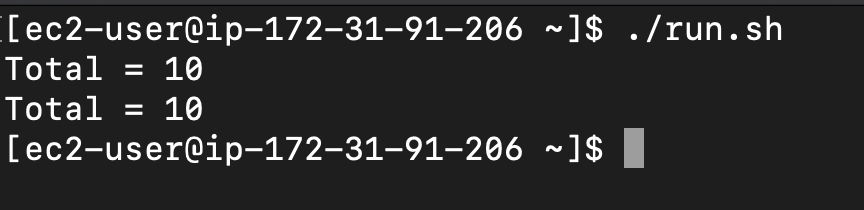 [ec2-user@ip-172-31-91-206 ~]$ ./run.sh
Total = 10
Total = 10
[ec2-user@ip-172-31-91-206 ~]$